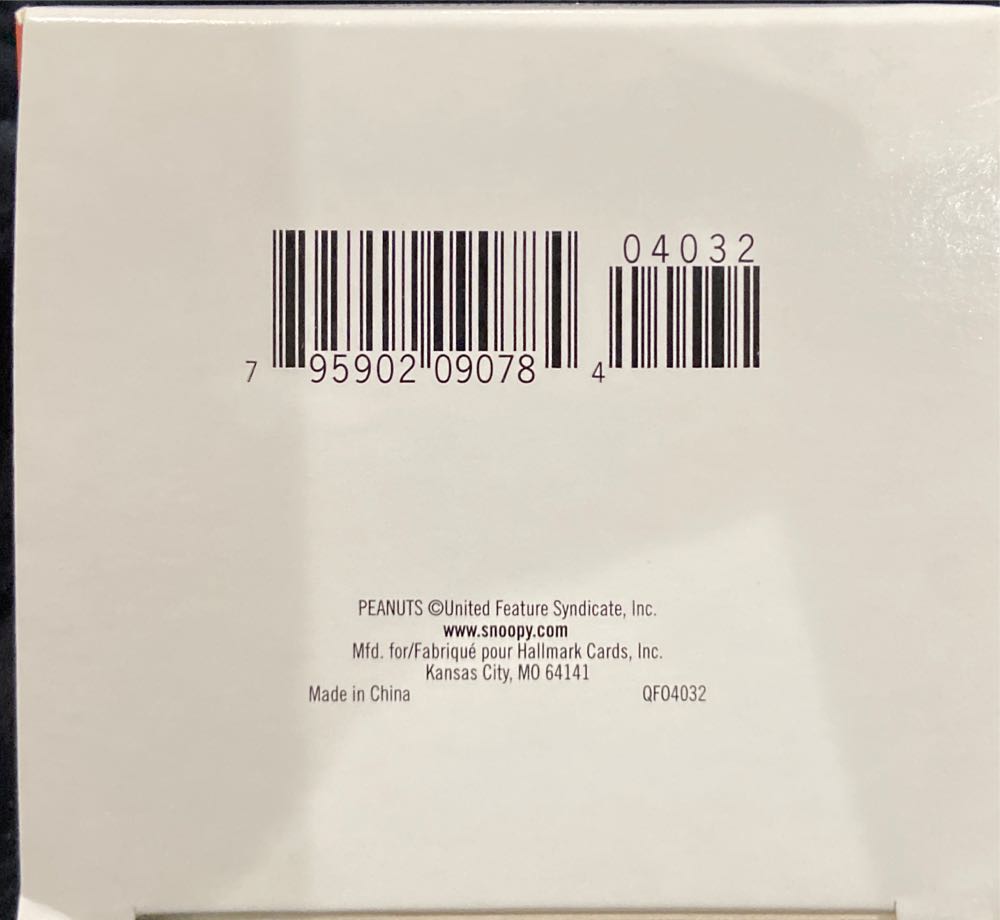 04032
7 95902 09078 4
PEANUTS ©United Feature Syndicate, Inc.
www.snoopy.com
Mfd. for/Fabriqué pour Hallmark Cards, Inc.
Kansas City, MO 64141
Made in China QFO4032